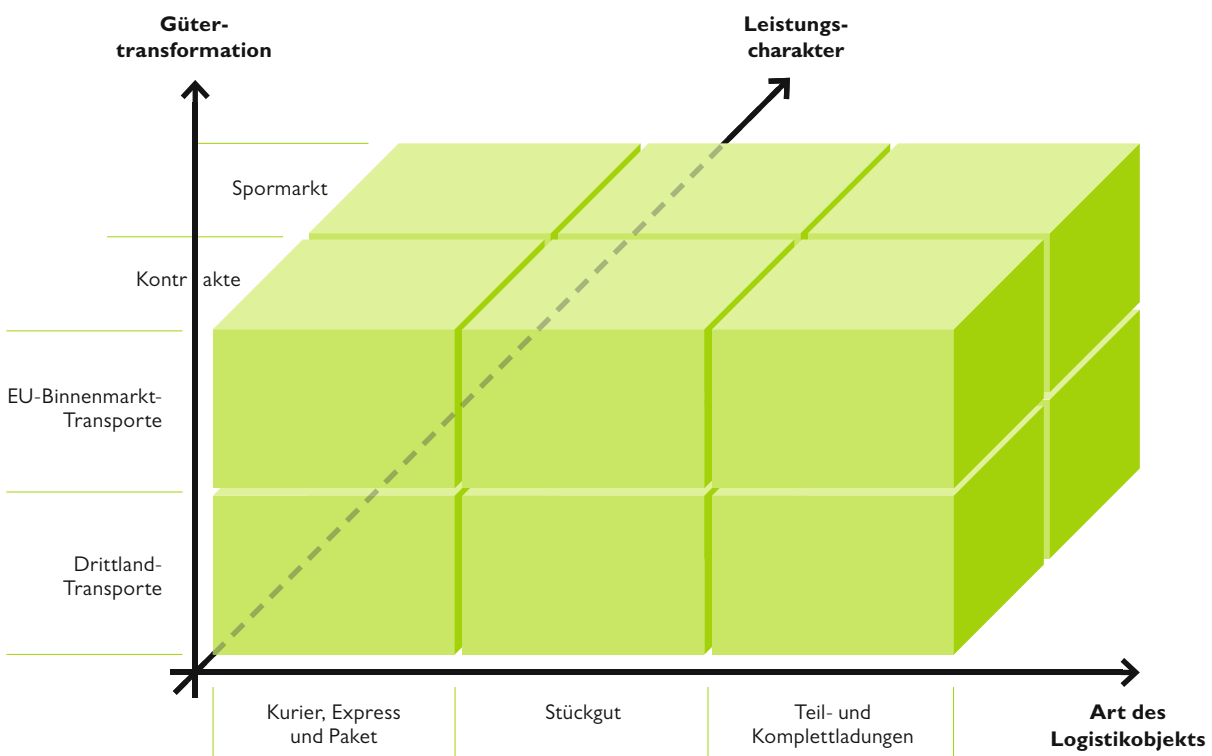 Güter-
transformation
Leistungs-
charakter
Spormarkt
Kontrakte
EU-Binnenmarkt-
Transporte
Drittland-
Transporte
Kurier, Express
und Paket
Stückgut
Teil- und
Komplettladungen
Art des
Logistikobjekts